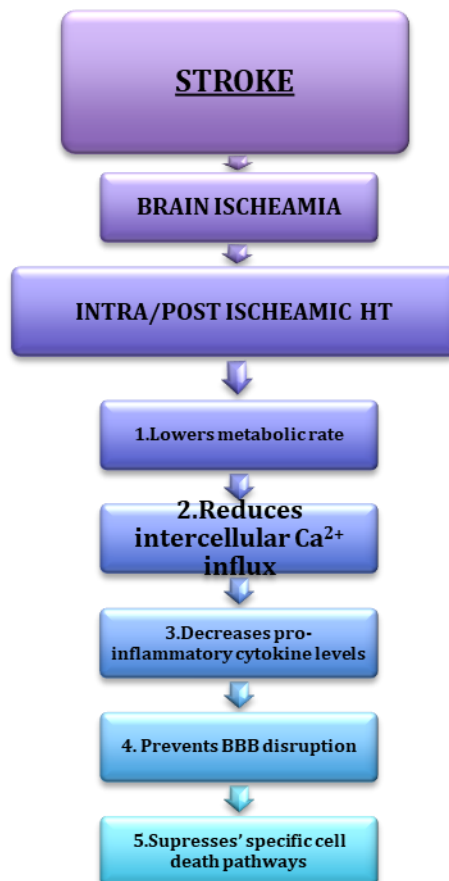 STROKE
BRAIN ISCHEAMIA
INTRA/POST ISCHEAMIC HT
1.Lowers metabolic rate
2.Reduces
intercellular Ca²⁺
influx
3.Decreases pro-
inflammatory cytokine levels
4. Prevents BBB disruption
5.Supresses’ specific cell
death pathways